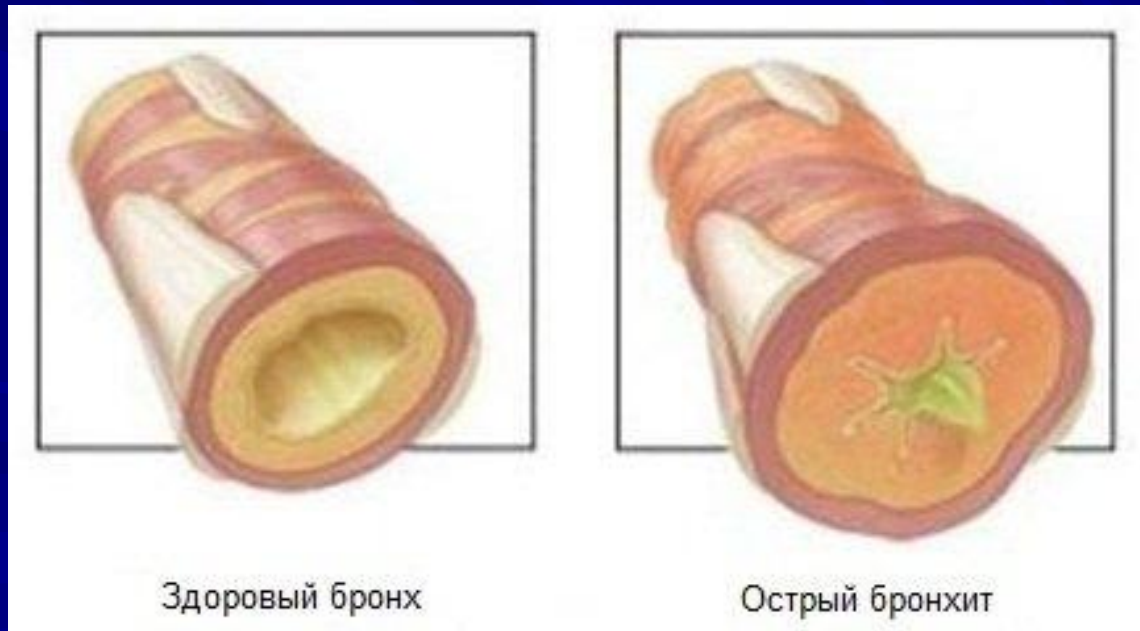 Здоровый бронх
Острый бронхит